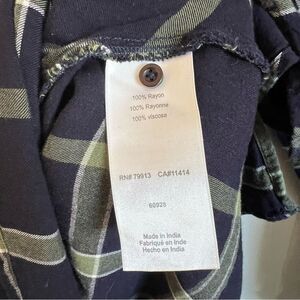 100% Rayon
100% Rayonne
100% viscosa
RN# 79913 CA#11414
60928
Made in India
Fabriqué en Inde
Hecho en India